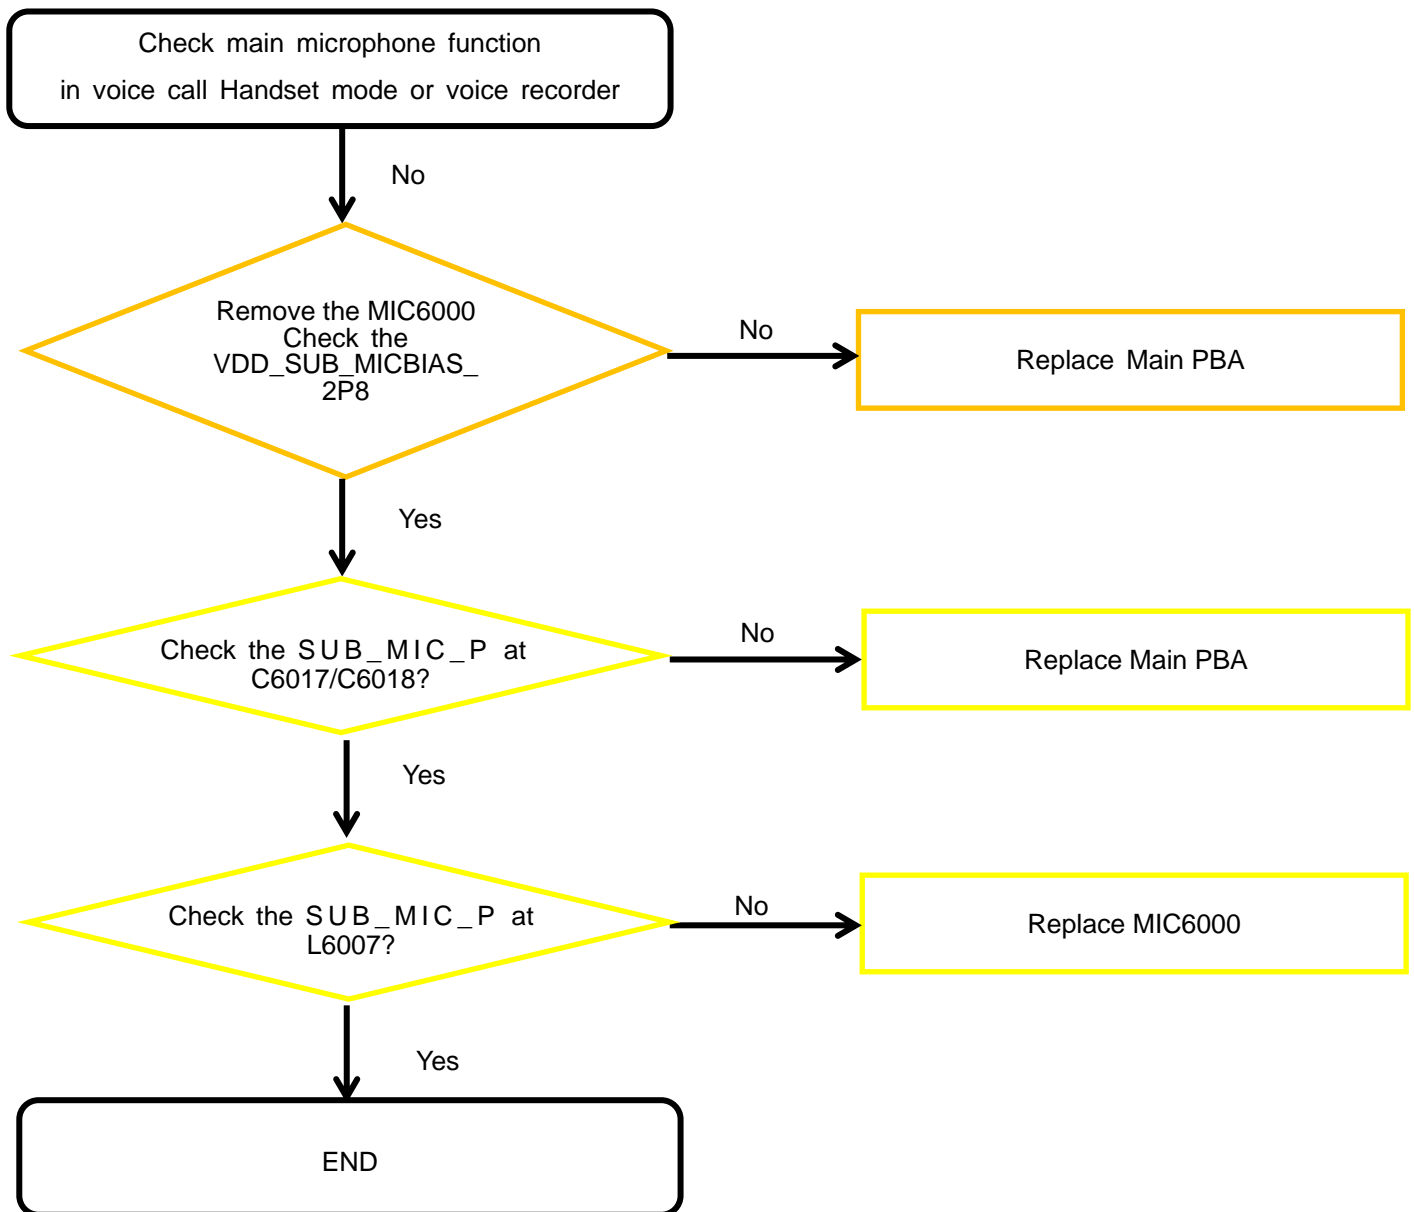 Check main microphone function
in voice call Handset mode or voice recorder
No
Remove the MIC6000
Check the
VDD_SUB_MICBIAS_
2P8
No
Replace Main PBA
Yes
Check the SUB_MIC_P at
C6017/C6018?
No
Replace Main PBA
Yes
Check the SUB_MIC_P at
L6007?
No
Replace MIC6000
Yes
END